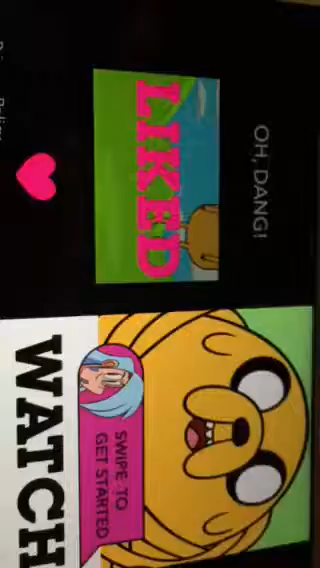 OH, DANG!
LIKED
SWIPE TO
GET STARTED
WATCH